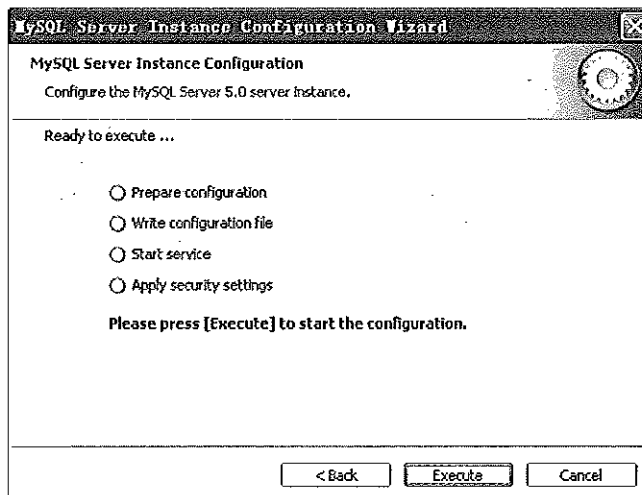 MySQL Server Instance Configuration Wizard
MySQL Server Instance Configuration
Configure the MySQL Server 5.0 server instance.
Ready to execute ...
Prepare configuration
Write configuration file
Start service
Apply security settings
Please press [Execute] to start the configuration.
< Back Execute Cancel